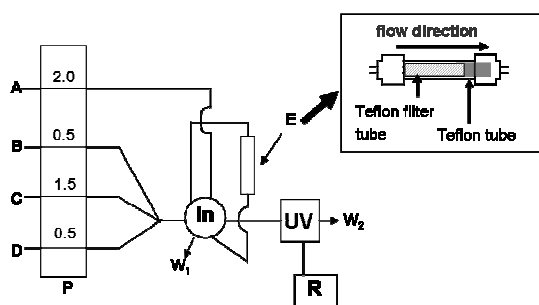 flow direction
Teflon filter
tube
Teflon tube
A
2.0
B
0.5
C
1.5
D
0.5
P
E
In
W₁
UV
W₂
R